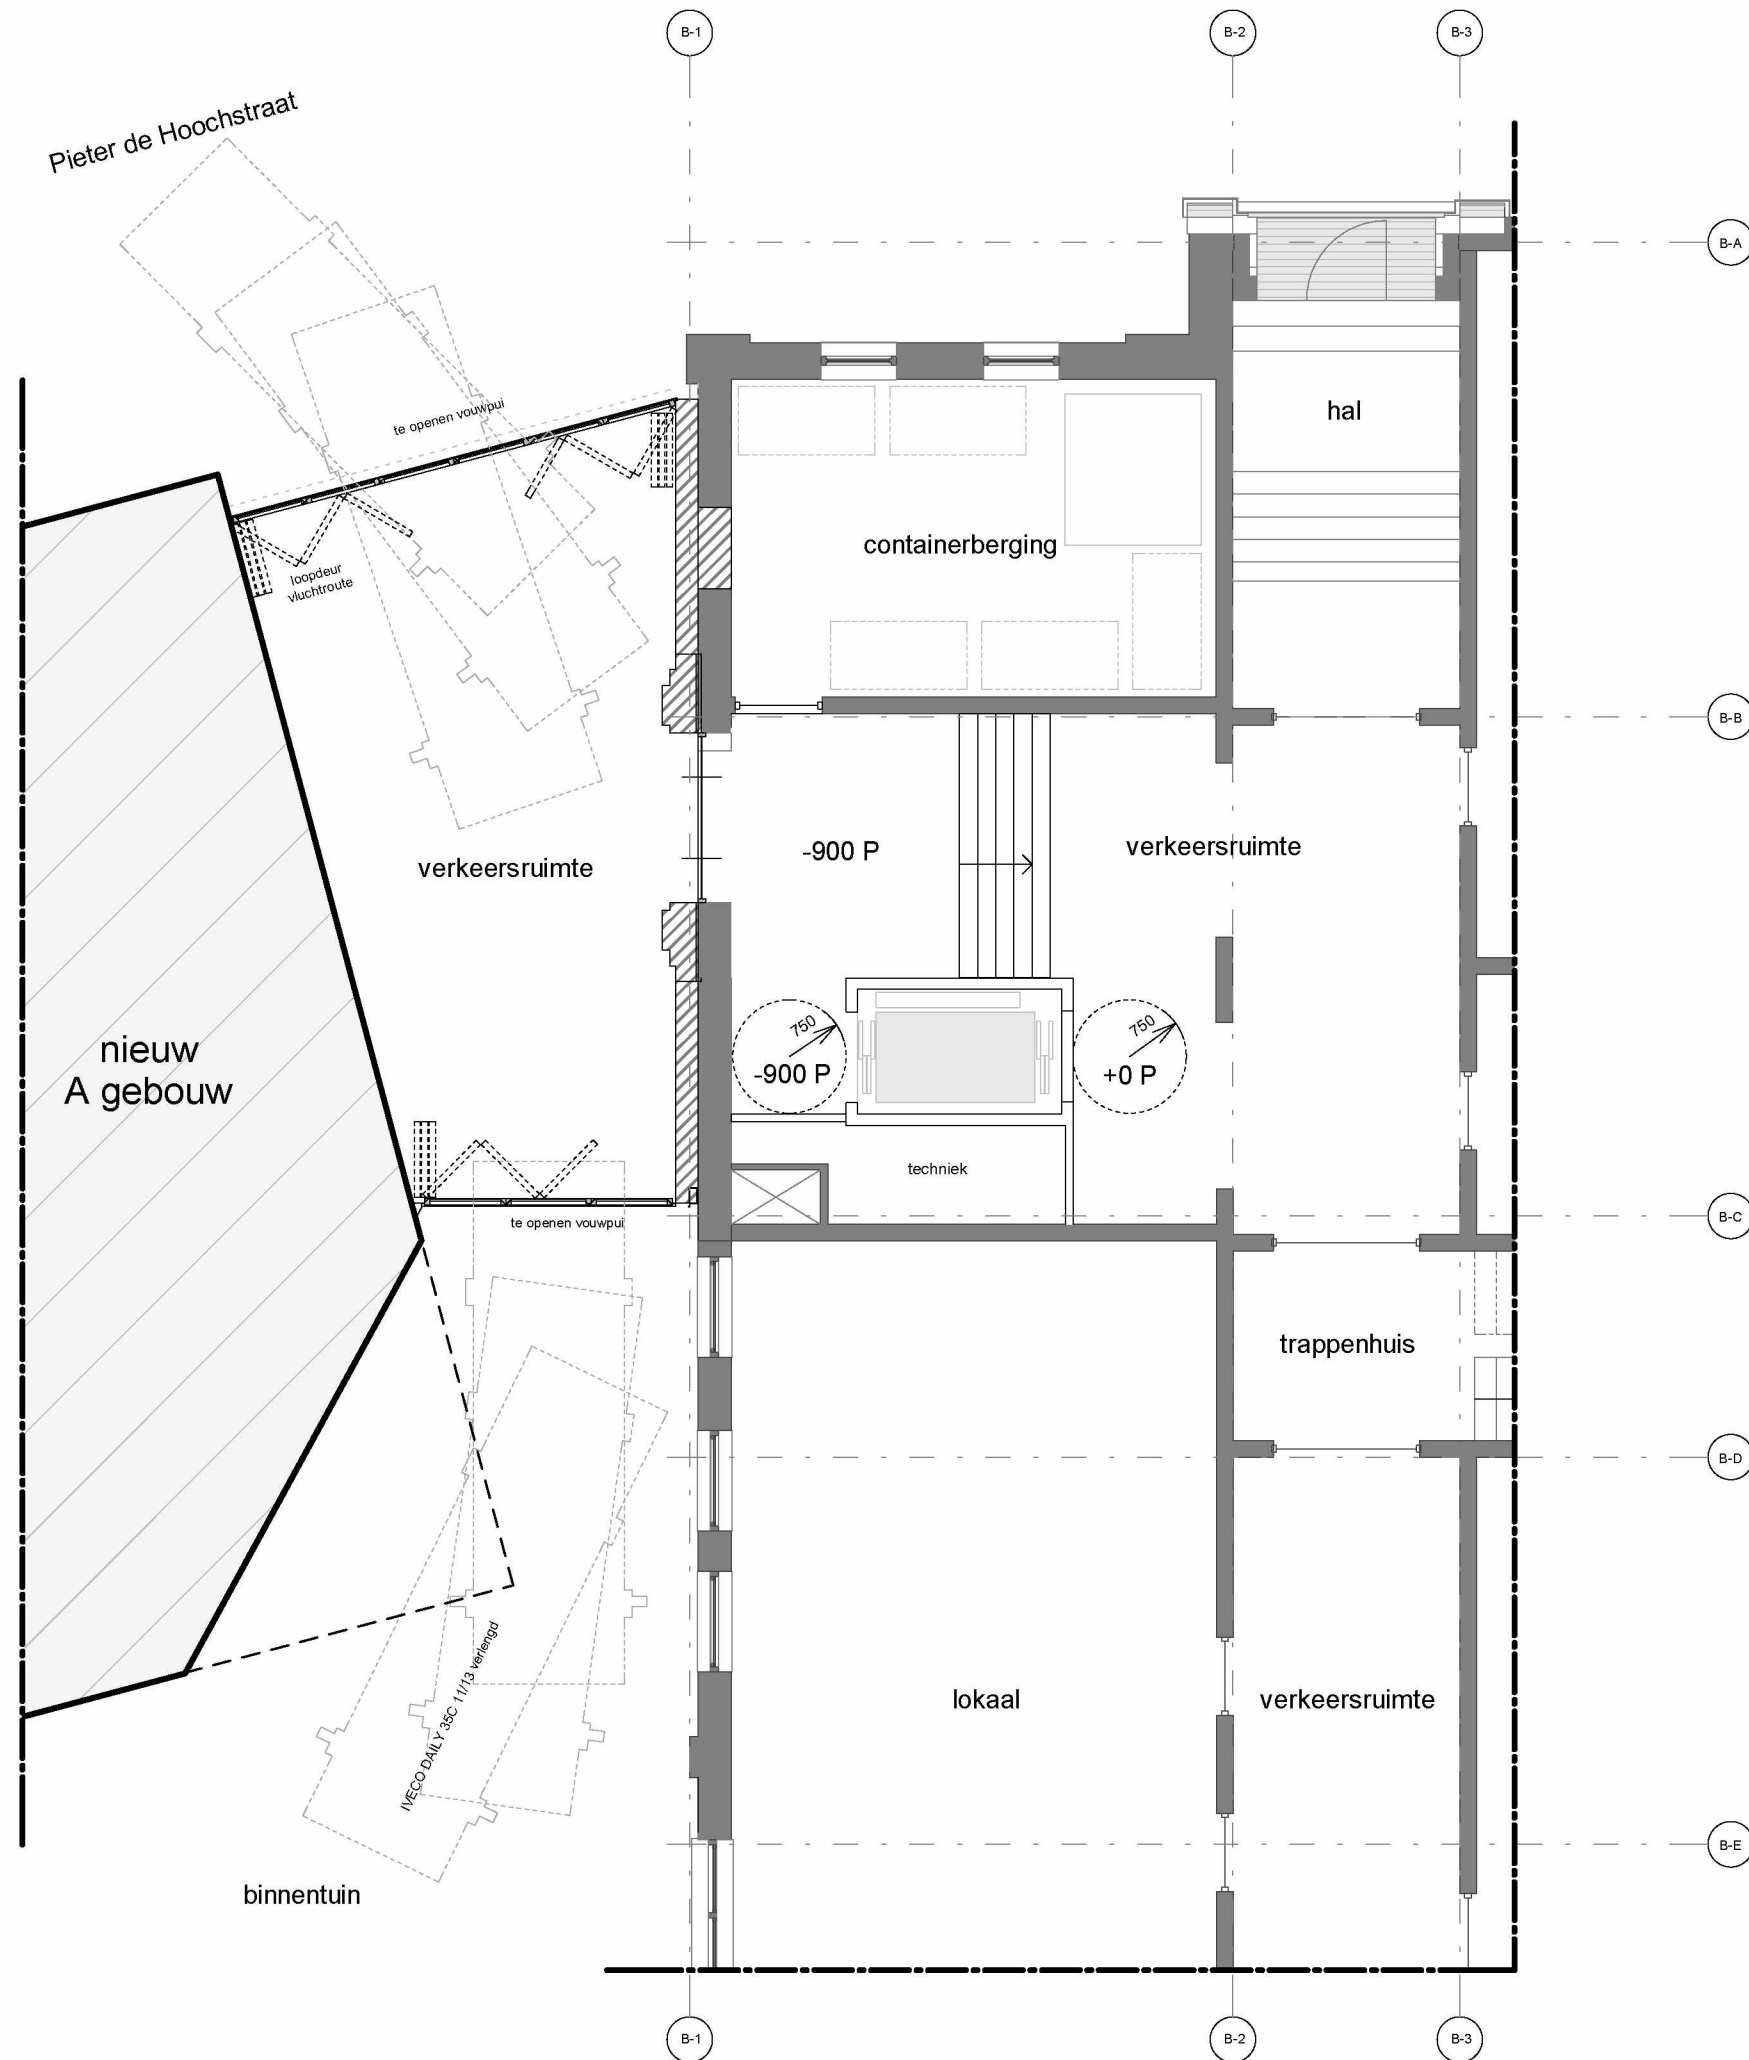 B-1
B-2
B-3
Pieter de Hoochstraat
B-A
te openen vouwpui
hal
containerberging
loopdeur
vluchtroute
B-B
verkeersruimte
-900 P
verkeersruimte
750
-900 P
750
+0 P
nieuw
A gebouw
techniek
te openen vouwpui
B-C
trappenhuis
B-D
lokaal
verkeersruimte
IVECO DAILY 35C 11/13 verlengd
B-E
binnentuin
B-1
B-2
B-3